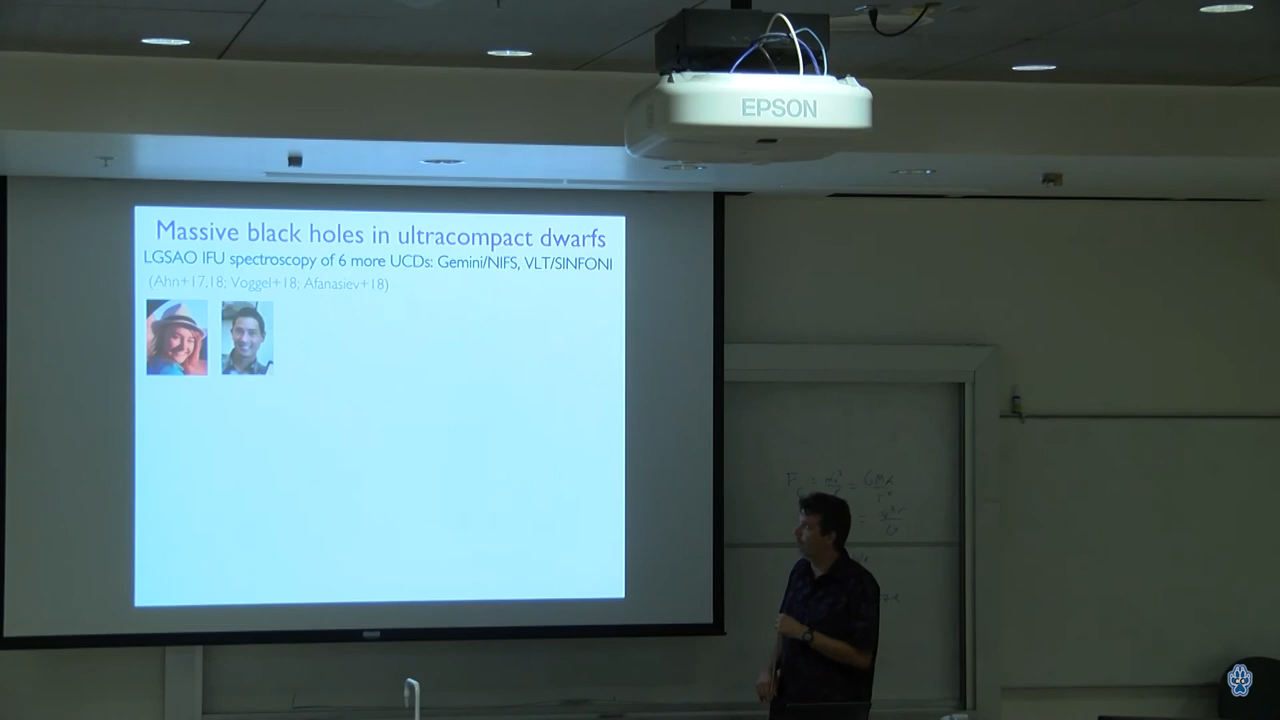 EPSON
Massive black holes in ultracompact dwarfs
LGSAO IFU spectroscopy of 6 more UCDs: Gemini/NIFS, VLT/SINFONI
(Ahn+17,18; Voggel+18; Afanasiev+18)